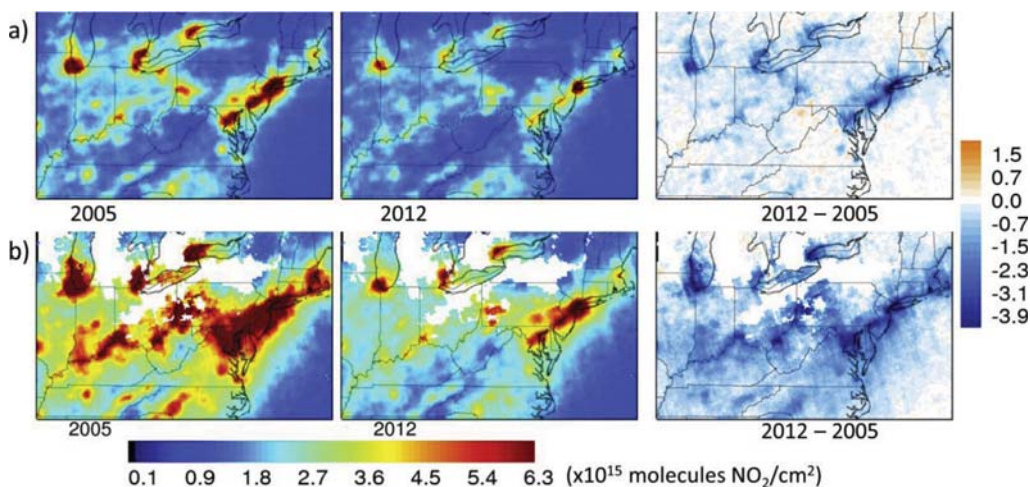 a)
2005 2012 2012 – 2005
b)
2005 2012 2012 – 2005
1.5
0.7
0.0
-0.7
-1.5
-2.3
-3.1
-3.9
0.1 0.9 1.8 2.7 3.6 4.5 5.4 6.3 (x10¹⁵ molecules NO₂/cm²)